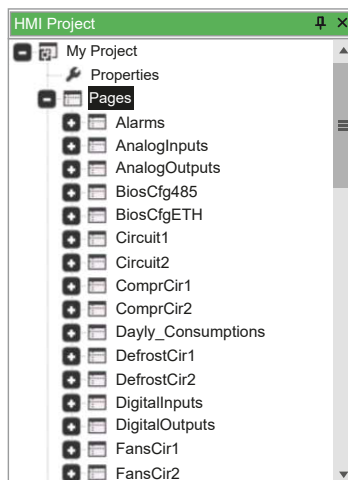 HMI Project
My Project
Properties
Pages
Alarms
AnalogInputs
AnalogOutputs
BiosCfg485
BiosCfgETH
Circuit1
Circuit2
ComprCir1
ComprCir2
Dayly_Consumptions
DefrostCir1
DefrostCir2
DigitalInputs
DigitalOutputs
FansCir1
FansCir2